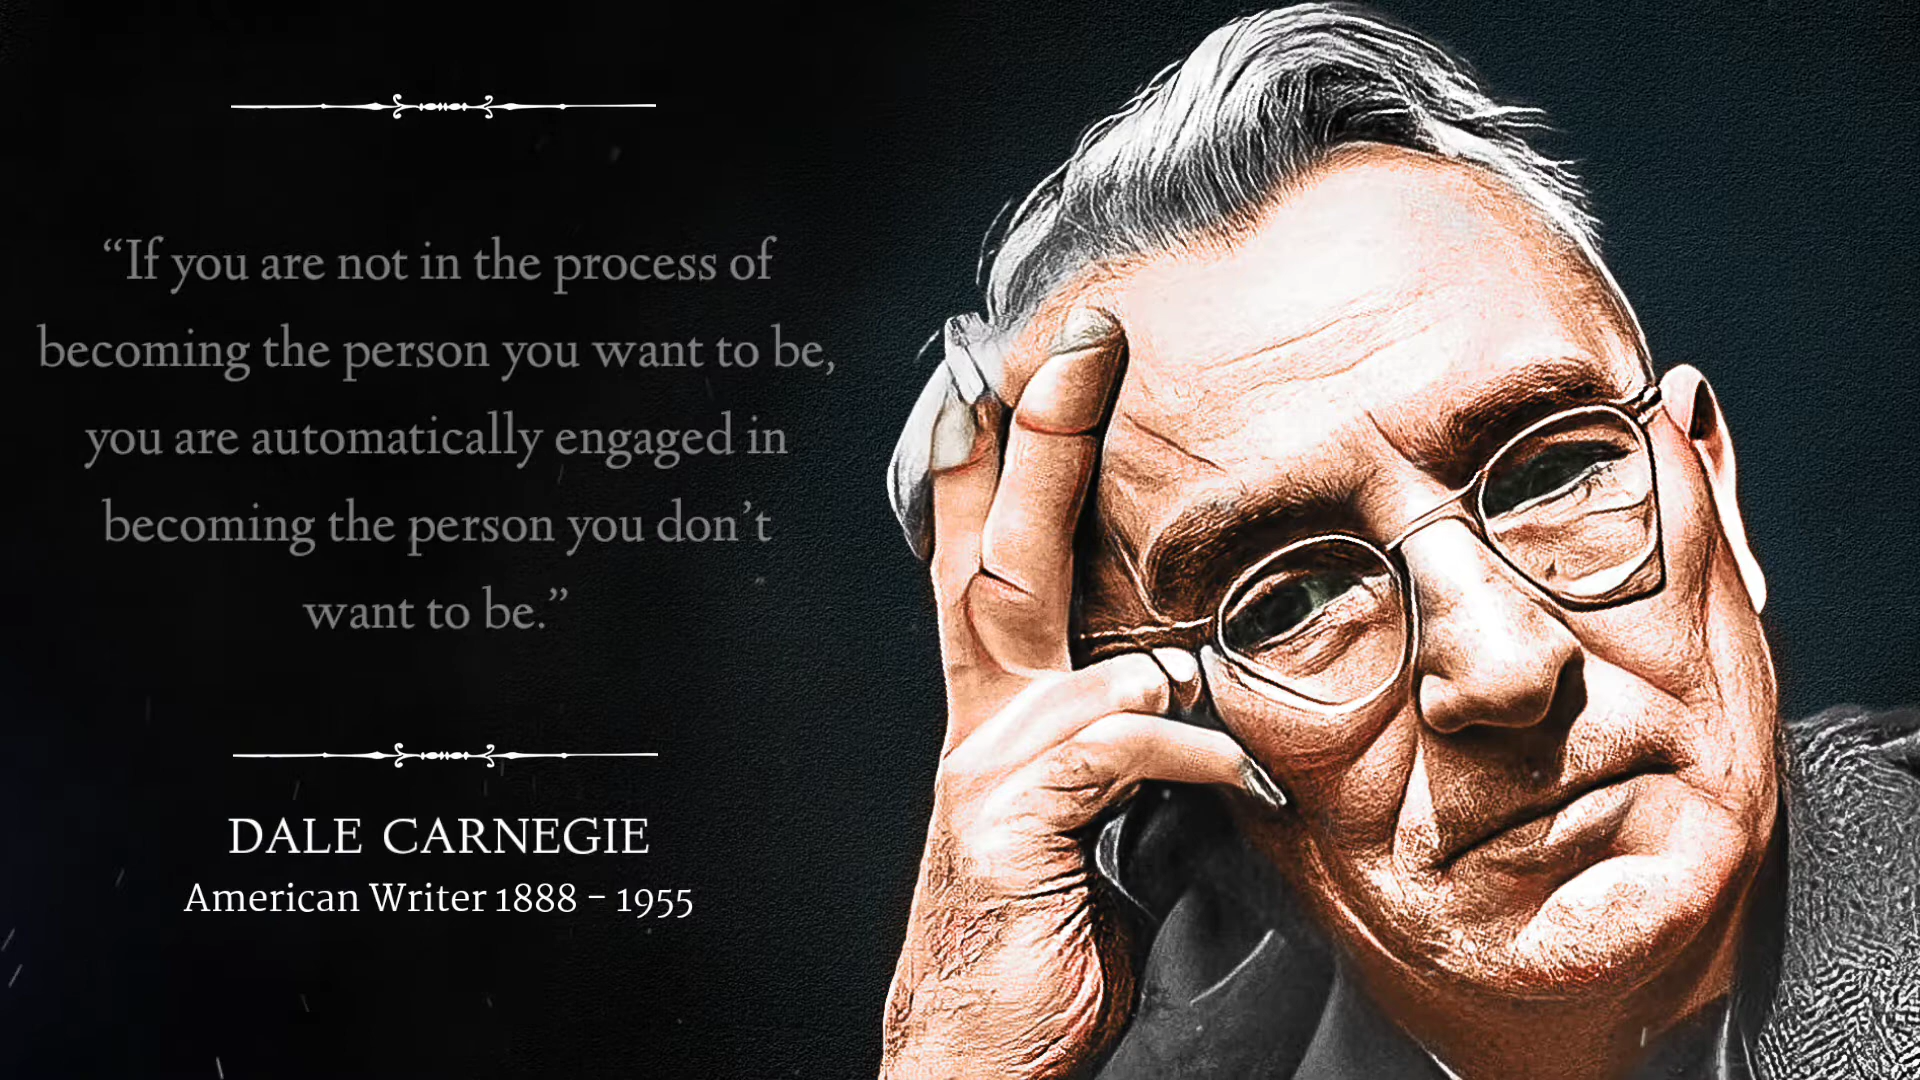 “If you are not in the process of
becoming the person you want to be,
you are automatically engaged in
becoming the person you don’t
want to be.”
DALE CARNEGIE
American Writer 1888 – 1955